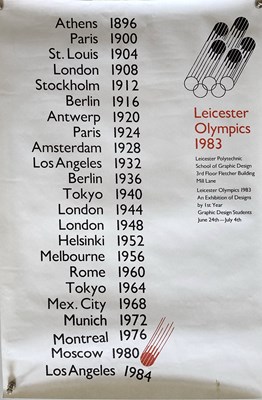 Athens 1896
Paris 1900
St. Louis 1904
London 1908
Stockholm 1912
Berlin 1916
Antwerp 1920
Paris 1924
Amsterdam 1928
Los Angeles 1932
Berlin 1936
Tokyo 1940
London 1944
London 1948
Helsinki 1952
Melbourne 1956
Rome 1960
Tokyo 1964
Mex. City 1968
Munich 1972
Montreal 1976
Moscow 1980
Los Angeles 1984
Leicester
Olympics
1983
Leicester Polytechnic
School of Graphic Design
3rd Floor Fletcher Building
Mill Lane
Leicester Olympics 1983
An Exhibition of Designs
by 1st Year
Graphic Design Students
June 24th—July 4th